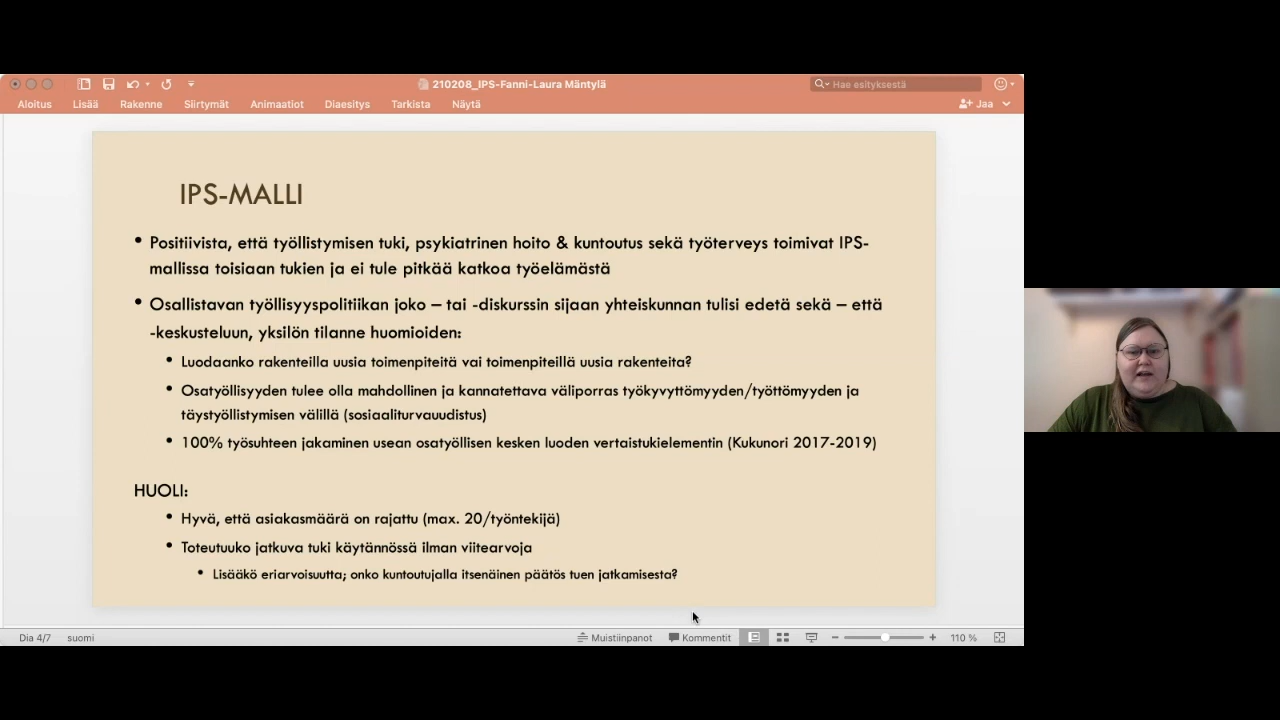 210208_IPS-Fanni-Laura Mäntylä
Hae esityksestä
Aloitus Lisää Rakenne Siirtymät Animaatiot Diaesitys Tarkista Näytä Jaa
IPS-MALLI
• Positiivista, että työllistymisen tuki, psykiatrinen hoito & kuntoutus sekä työterveys toimivat IPS-
mallissa toisiaan tukien ja ei tule pitkää katkoa työelämästä
• Osallistavan työllisyyspolitiikan joko – tai -diskurssin sijaan yhteiskunnan tulisi edetä sekä – että
-keskusteluun, yksilön tilanne huomioiden:
• Luodaanko rakenteilla uusia toimenpiteitä vai toimenpiteillä uusia rakenteita?
• Osatyöllisyyden tulee olla mahdollinen ja kannatettava väliporras työkyvyttömyyden/työttömyyden ja
täystyöllistymisen välillä (sosiaaliturvauudistus)
• 100% työsuhteen jakaminen usean osatyöllisen kesken luoden vertaistukielementin (Kukunori 2017-2019)
HUOLI:
• Hyvä, että asiakasmäärä on rajattu (max. 20/työntekijä)
• Toteutuuko jatkuva tuki käytännössä ilman viitearvoja
• Lisääkö eriarvoisuutta; onko kuntoutujalla itsenäinen päätös tuen jatkamisesta?
Dia 4/7 suomi Muistiinpanot Kommentit 110 %